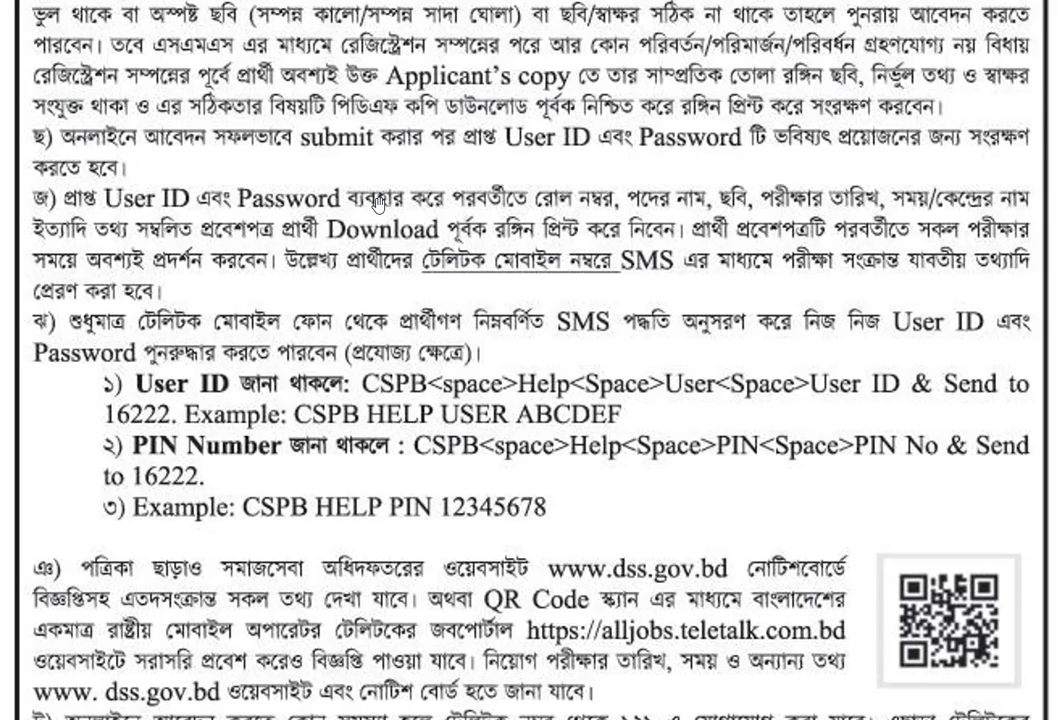 ভুল থাকে বা অস্পষ্ট ছবি (সম্পন্ন কালো/সম্পন্ন সাদা ঘোলা) বা ছবি/স্বাক্ষর সঠিক না থাকে তাহলে পুনরায় আবেদন করতে
পারবেন। তবে এসএমএস এর মাধ্যমে রেজিস্ট্রেশন সম্পন্নের পরে আর কোন পরিবর্তন/পরিমার্জন/পরিবর্ধন গ্রহণযোগ্য নয় বিধায়
রেজিস্ট্রেশন সম্পন্নের পূর্বে প্রার্থী অবশ্যই উক্ত Applicant's copy তে তার সাম্প্রতিক তোলা রঙ্গিন ছবি, নির্ভুল তথ্য ও স্বাক্ষর
সংযুক্ত থাকা ও এর সঠিকতার বিষয়টি পিডিএফ কপি ডাউনলোড পূর্বক নিশ্চিত করে রঙ্গিন প্রিন্ট করে সংরক্ষণ করবেন।
ছ) অনলাইনে আবেদন সফলভাবে submit করার পর প্রাপ্ত User ID এবং Password টি ভবিষ্যৎ প্রয়োজনের জন্য সংরক্ষণ
করতে হবে।
জ) প্রাপ্ত User ID এবং Password ব্যবহার করে পরবর্তীতে রোল নম্বর, পদের নাম, ছবি, পরীক্ষার তারিখ, সময়/কেন্দ্রের নাম
ইত্যাদি তথ্য সম্বলিত প্রবেশপত্র প্রার্থী Download পূর্বক রঙ্গিন প্রিন্ট করে নিবেন। প্রার্থী প্রবেশপত্রটি পরবর্তীতে সকল পরীক্ষার
সময়ে অবশ্যই প্রদর্শন করবেন। উল্লেখ্য প্রার্থীদের টেলিটক মোবাইল নম্বরে SMS এর মাধ্যমে পরীক্ষা সংক্রান্ত যাবতীয় তথ্যাদি
প্রেরণ করা হবে।
ঝ) শুধুমাত্র টেলিটক মোবাইল ফোন থেকে প্রার্থীগণ নিম্নবর্ণিত SMS পদ্ধতি অনুসরণ করে নিজ নিজ User ID এবং
Password পুনরুদ্ধার করতে পারবেন (প্রযোজ্য ক্ষেত্রে)।
১) User ID জানা থাকলে: CSPB<space>Help<Space>User<Space>User ID & Send to
16222. Example: CSPB HELP USER ABCDEF
২) PIN Number জানা থাকলে : CSPB<space>Help<Space>PIN<Space>PIN No & Send
to 16222.
৩) Example: CSPB HELP PIN 12345678
ঞ) পত্রিকা ছাড়াও সমাজসেবা অধিদফতরের ওয়েবসাইট www.dss.gov.bd নোটিশবোর্ডে
বিজ্ঞপ্তিসহ এতদসংক্রান্ত সকল তথ্য দেখা যাবে। অথবা QR Code স্ক্যান এর মাধ্যমে বাংলাদেশের
একমাত্র রাষ্ট্রীয় মোবাইল অপারেটর টেলিটকের জবপোর্টাল https://alljobs.teletalk.com.bd
ওয়েবসাইটে সরাসরি প্রবেশ করেও বিজ্ঞপ্তি পাওয়া যাবে। নিয়োগ পরীক্ষার তারিখ, সময় ও অন্যান্য তথ্য
www. dss.gov.bd ওয়েবসাইট এবং নোটিশ বোর্ড হতে জানা যাবে।